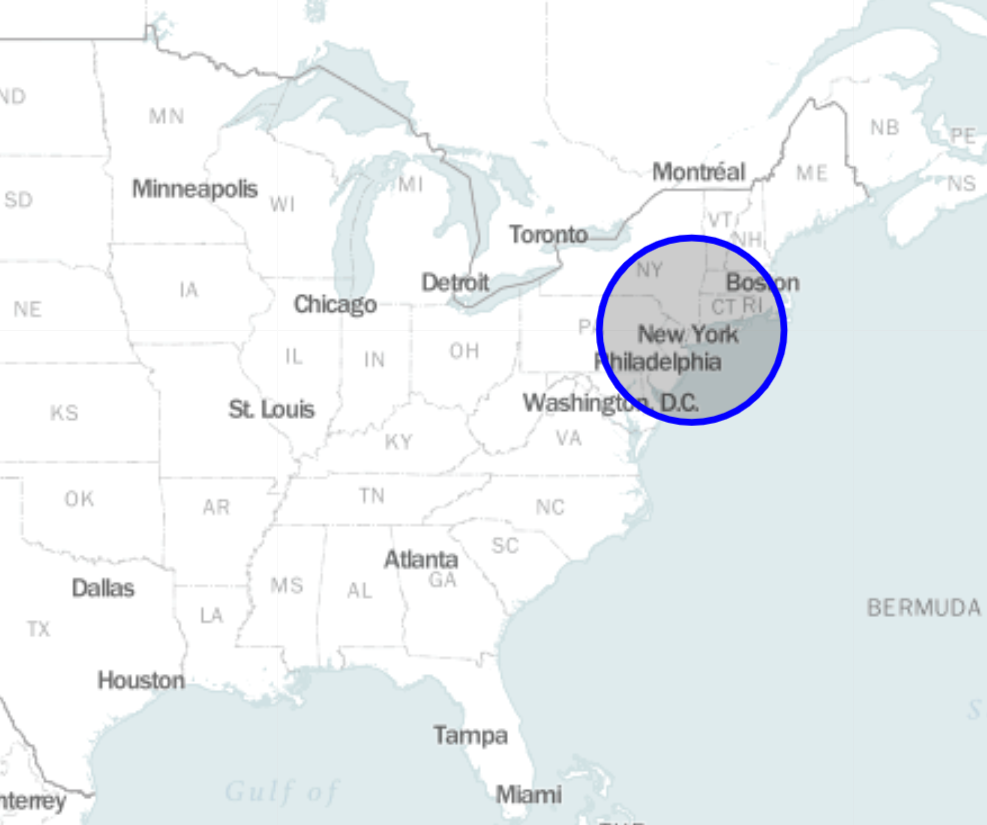 ND
MN
NB
PE
Montréal
ME
MI
NS
Minneapolis
SD
WI
VT
NH
Toronto
NY
Detroit
Boston
IA
Chicago
CT RI
NE
PA
New York
IL
IN
OH
Philadelphia
Washington, D.C.
KS
St. Louis
KY
VA
TN
OK
AR
NC
SC
Atlanta
GA
Dallas
MS
AL
BERMUDA
LA
TX
Houston
S
Tampa
Gulf of
Miami
nterrey